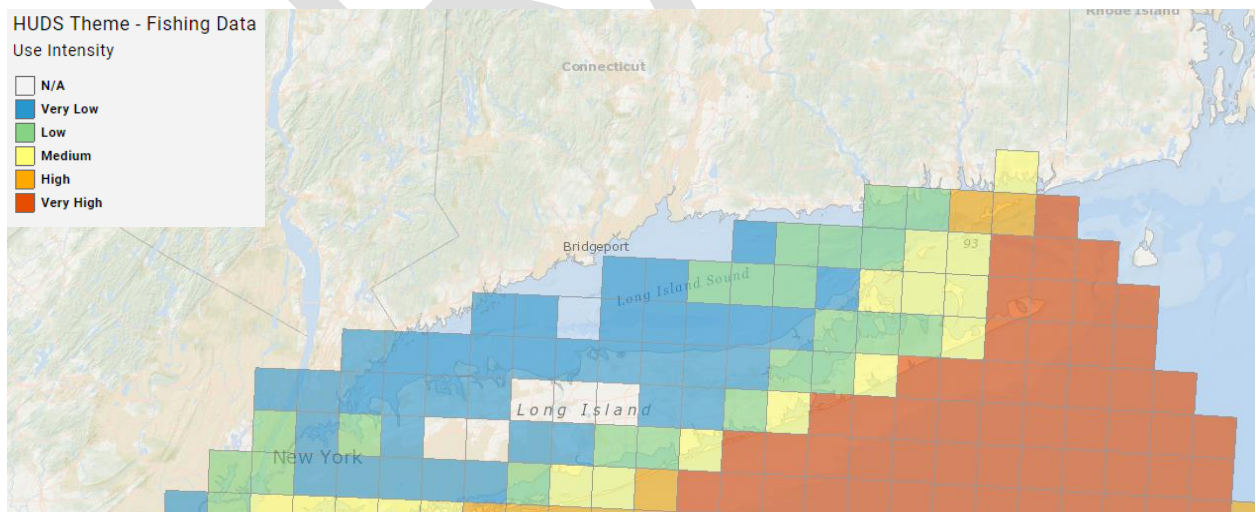 HUDS Theme - Fishing Data
Use Intensity
N/A
Very Low
Low
Medium
High
Very High
Rhode Island
Connecticut
Bridgeport
93
Long Island Sound
Long Island
New York